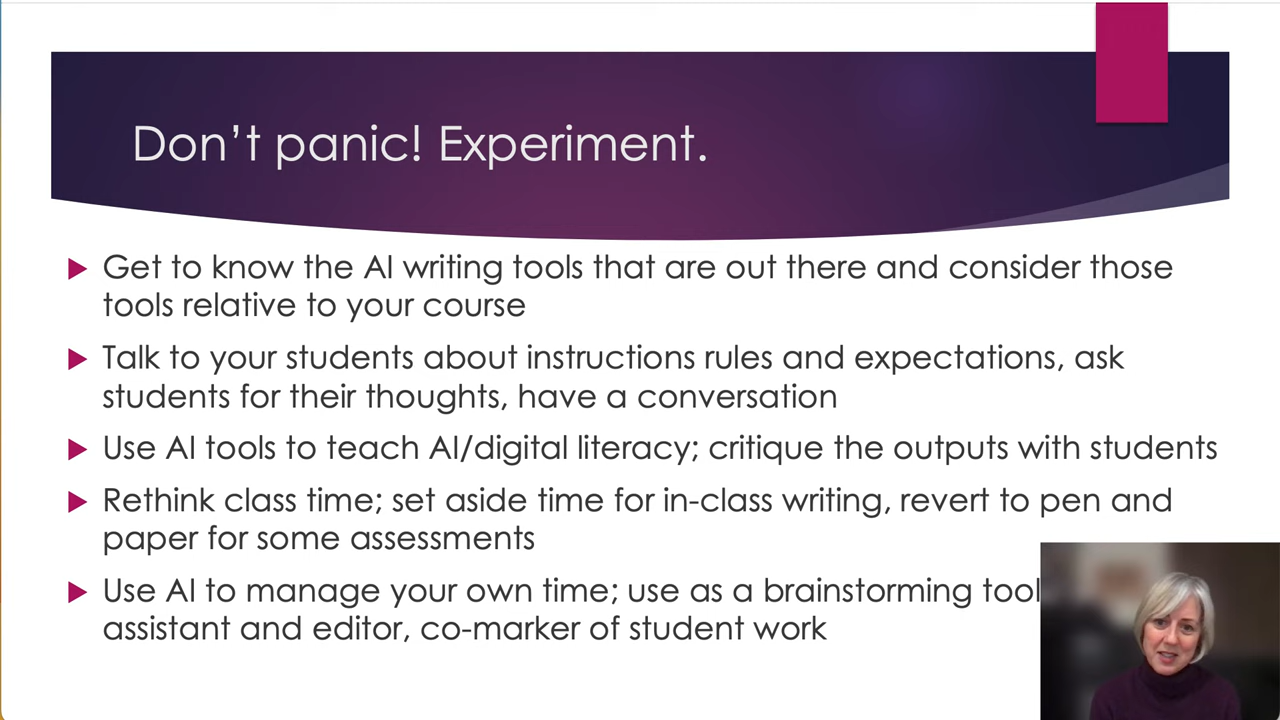 Don't panic! Experiment.
Get to know the AI writing tools that are out there and consider those
tools relative to your course
Talk to your students about instructions rules and expectations, ask
students for their thoughts, have a conversation
Use AI tools to teach AI/digital literacy; critique the outputs with students
Rethink class time; set aside time for in-class writing, revert to pen and
paper for some assessments
Use AI to manage your own time; use as a brainstorming tool
assistant and editor, co-marker of student work